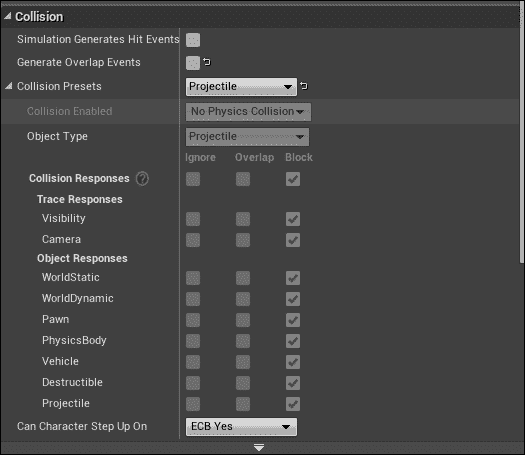 Collision
Simulation Generates Hit Events
Generate Overlap Events
Collision Presets Projectile
Collision Enabled No Physics Collision
Object Type Projectile
Ignore Overlap Block
Collision Responses ?
Trace Responses
Visibility
Camera
Object Responses
WorldStatic
WorldDynamic
Pawn
PhysicsBody
Vehicle
Destructible
Projectile
Can Character Step Up On ECB Yes